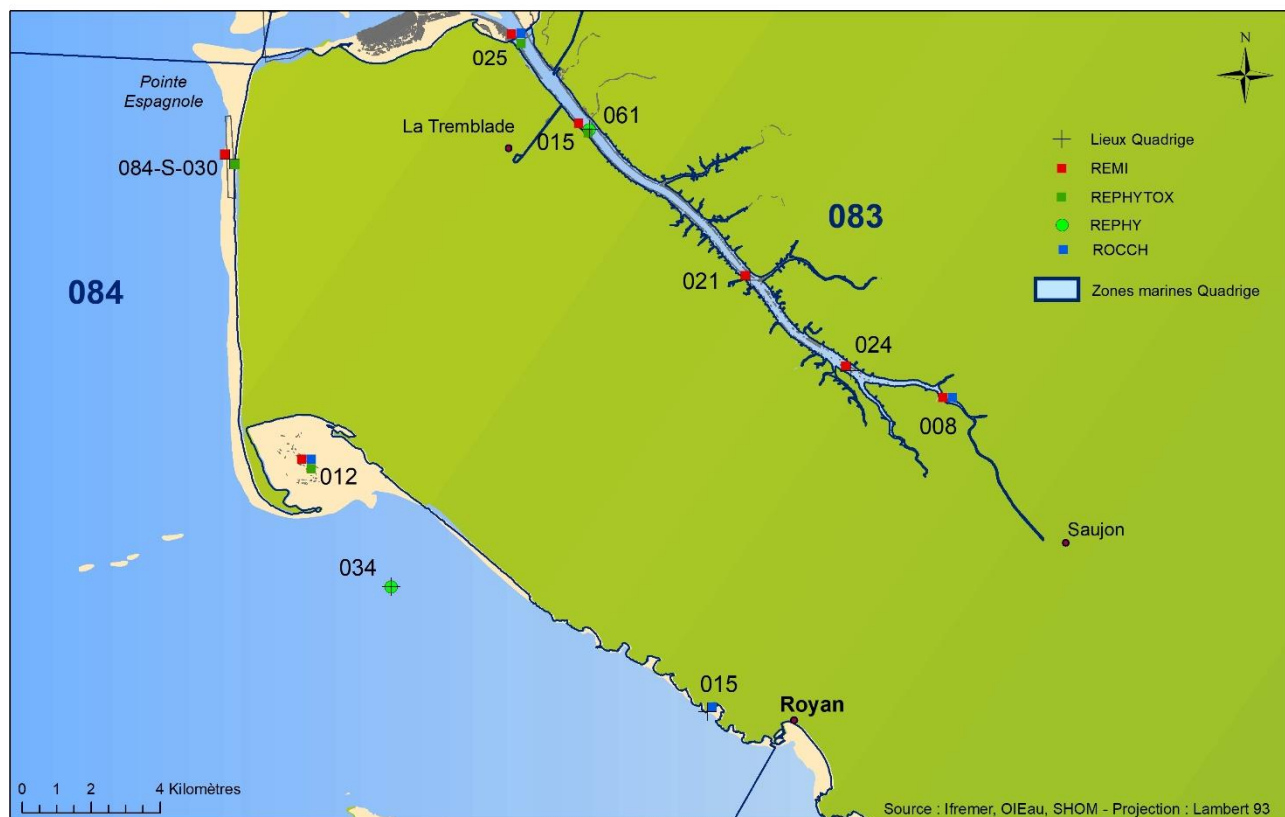 025
N
Pointe
Espagnole
061
La Tremblade
015
Lieux Quadrige
084-S-030
REMI
REPHYTOX
083
REPHY
ROCCH
021
084
Zones marines Quadrige
024
008
012
Saujon
034
015
Royan
0 1 2 4 Kilomètres
Source : Ifremer, OIEau, SHOM - Projection : Lambert 93